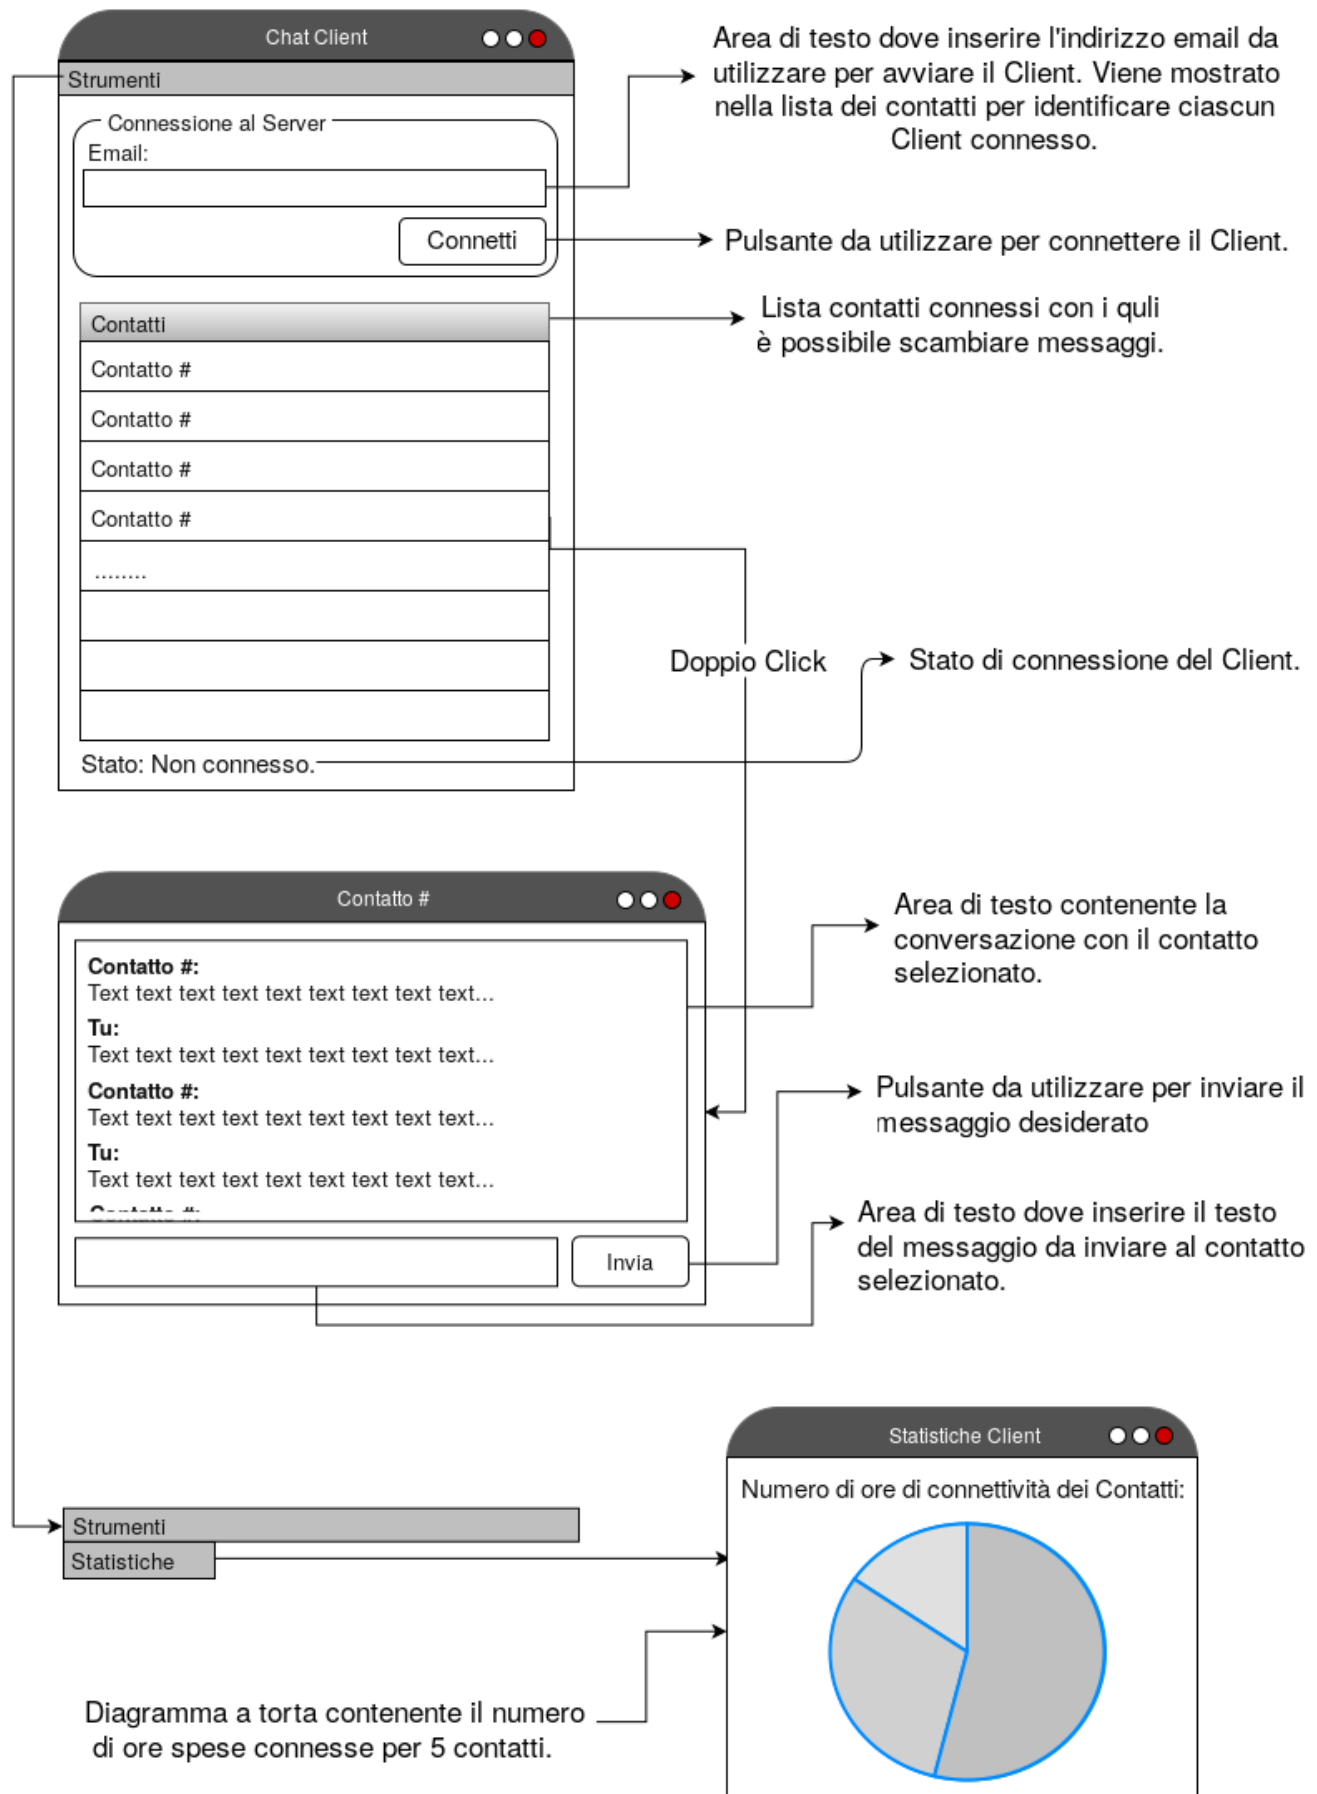 Chat Client
Strumenti
Connessione al Server
Email:
Connetti
Contatti
Contatto #
Contatto #
Contatto #
Contatto #
........
Stato: Non connesso.
Area di testo dove inserire l'indirizzo email da
utilizzare per avviare il Client. Viene mostrato
nella lista dei contatti per identificare ciascun
Client connesso.
Pulsante da utilizzare per connettere il Client.
Lista contatti connessi con i quli
è possibile scambiare messaggi.
Doppio Click
Stato di connessione del Client.
Contatto #
Contatto #:
Text text text text text text text text text...
Tu:
Text text text text text text text text text...
Contatto #:
Text text text text text text text text text...
Tu:
Text text text text text text text text text...
Contatto #:
Invia
Area di testo contenente la
conversazione con il contatto
selezionato.
Pulsante da utilizzare per inviare il
messaggio desiderato
Area di testo dove inserire il testo
del messaggio da inviare al contatto
selezionato.
Strumenti
Statistiche
Statistiche Client
Numero di ore di connettività dei Contatti:
Diagramma a torta contenente il numero
di ore spese connesse per 5 contatti.